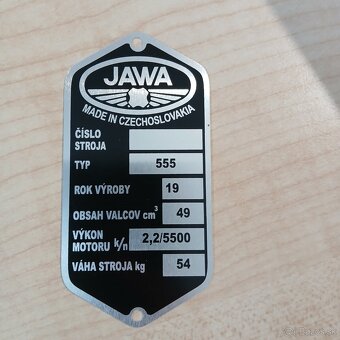 JAWA
MADE IN CZECHOSLOVAKIA
ČÍSLO
STROJA
TYP 555
ROK VÝROBY 19
OBSAH VALCOV cm³ 49
VÝKON
MOTORU k/n 2,2/5500
VÁHA STROJA kg 54